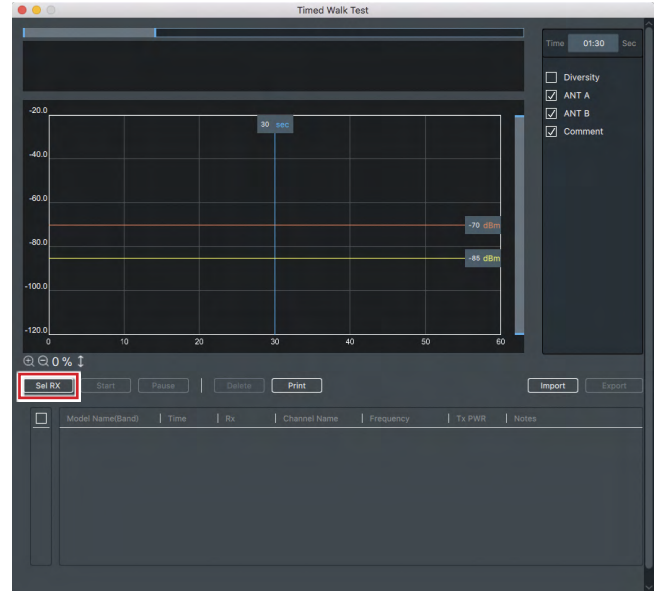 Timed Walk Test
Time 01:30 Sec
Diversity
ANT A
ANT B
Comment
-20.0
30 sec
-40.0
-60.0
-70 dBm
-80.0
-85 dBm
-100.0
-120.0
0 10 20 30 40 50 60
0 %
Sel RX Start Pause Delete Print Import Export
Model Name(Band) Time Rx Channel Name Frequency Tx PWR Notes